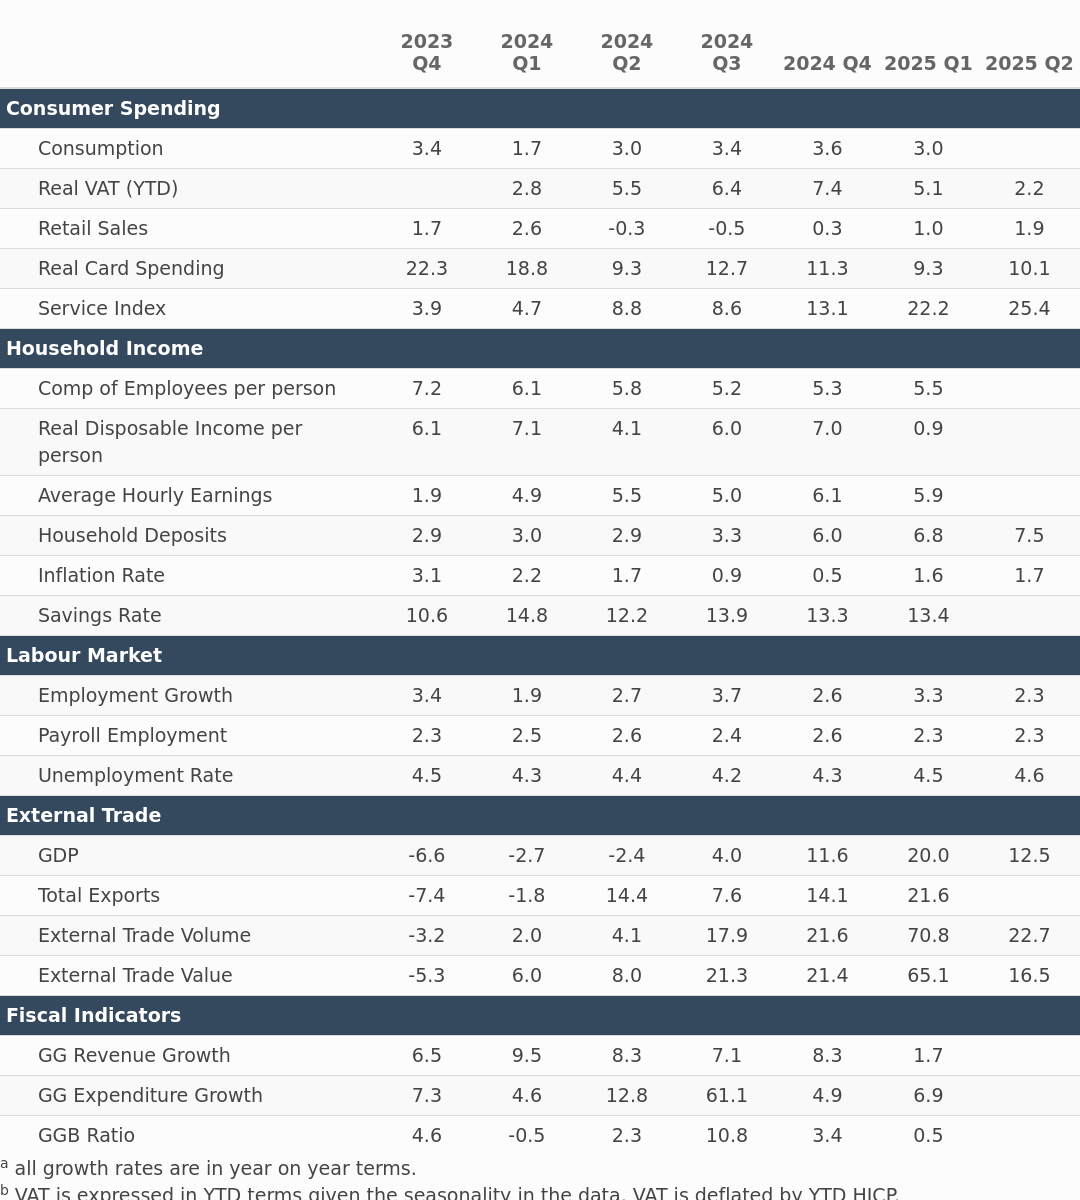 2023 Q4 2024 Q1 2024 Q2 2024 Q3 2024 Q4 2025 Q1 2025 Q2
Consumer Spending
Consumption 3.4 1.7 3.0 3.4 3.6 3.0
Real VAT (YTD) 2.8 5.5 6.4 7.4 5.1 2.2
Retail Sales 1.7 2.6 -0.3 -0.5 0.3 1.0 1.9
Real Card Spending 22.3 18.8 9.3 12.7 11.3 9.3 10.1
Service Index 3.9 4.7 8.8 8.6 13.1 22.2 25.4
Household Income
Comp of Employees per person 7.2 6.1 5.8 5.2 5.3 5.5
Real Disposable Income per person 6.1 7.1 4.1 6.0 7.0 0.9
Average Hourly Earnings 1.9 4.9 5.5 5.0 6.1 5.9
Household Deposits 2.9 3.0 2.9 3.3 6.0 6.8 7.5
Inflation Rate 3.1 2.2 1.7 0.9 0.5 1.6 1.7
Savings Rate 10.6 14.8 12.2 13.9 13.3 13.4
Labour Market
Employment Growth 3.4 1.9 2.7 3.7 2.6 3.3 2.3
Payroll Employment 2.3 2.5 2.6 2.4 2.6 2.3 2.3
Unemployment Rate 4.5 4.3 4.4 4.2 4.3 4.5 4.6
External Trade
GDP -6.6 -2.7 -2.4 4.0 11.6 20.0 12.5
Total Exports -7.4 -1.8 14.4 7.6 14.1 21.6
External Trade Volume -3.2 2.0 4.1 17.9 21.6 70.8 22.7
External Trade Value -5.3 6.0 8.0 21.3 21.4 65.1 16.5
Fiscal Indicators
GG Revenue Growth 6.5 9.5 8.3 7.1 8.3 1.7
GG Expenditure Growth 7.3 4.6 12.8 61.1 4.9 6.9
GGB Ratio 4.6 -0.5 2.3 10.8 3.4 0.5
a all growth rates are in year on year terms.
b VAT is expressed in YTD terms given the seasonality in the data. VAT is deflated by YTD HICP.